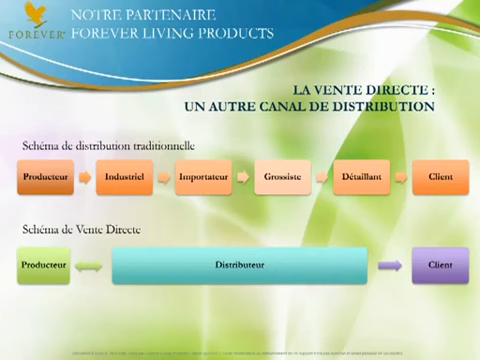 FOREVER
NOTRE PARTENAIRE
FOREVER LIVING PRODUCTS
LA VENTE DIRECTE :
UN AUTRE CANAL DE DISTRIBUTION
Schéma de distribution traditionnelle
Producteur Industriel Importateur Grossiste Détaillant Client
Schéma de Vente Directe
Producteur Distributeur Client